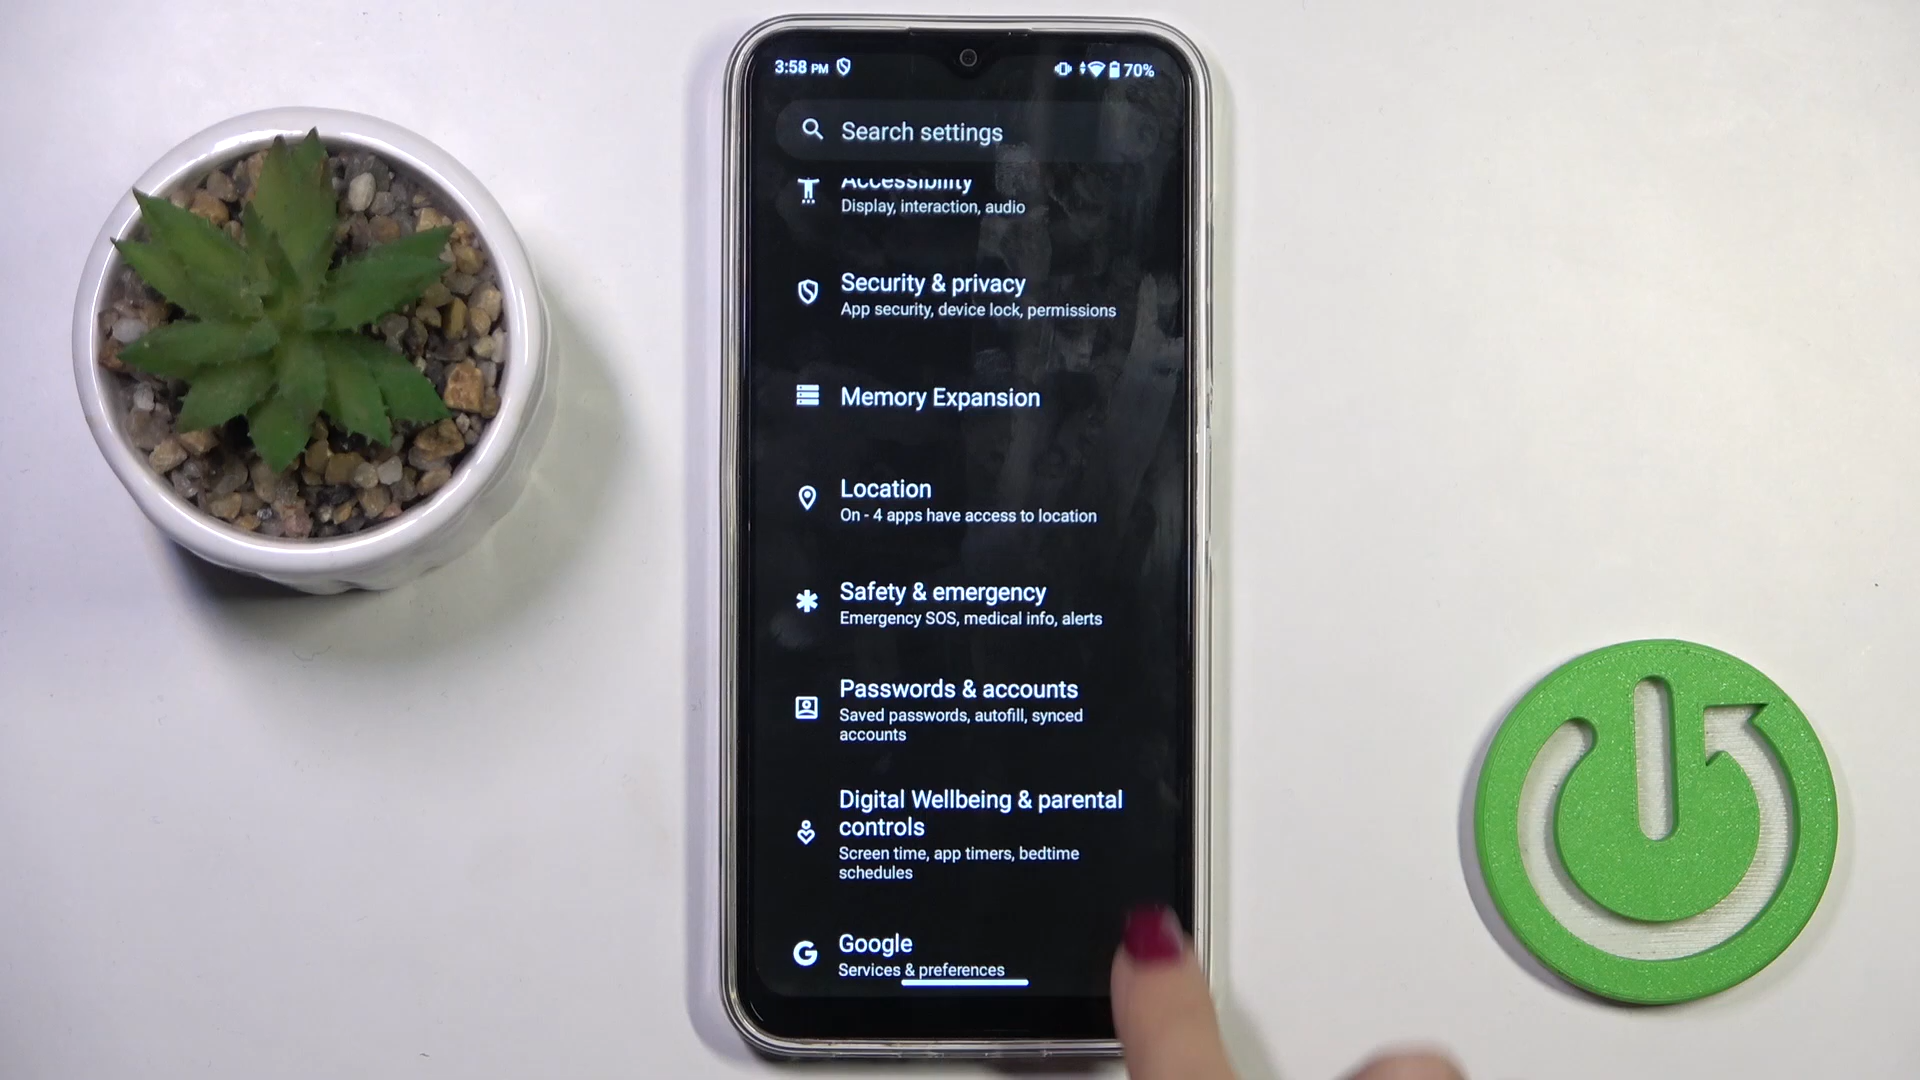 3:58 PM
70%
Search settings
Accessibility
Display, interaction, audio
Security & privacy
App security, device lock, permissions
Memory Expansion
Location
On - 4 apps have access to location
Safety & emergency
Emergency SOS, medical info, alerts
Passwords & accounts
Saved passwords, autofill, synced
accounts
Digital Wellbeing & parental
controls
Screen time, app timers, bedtime
schedules
Google
Services & preferences